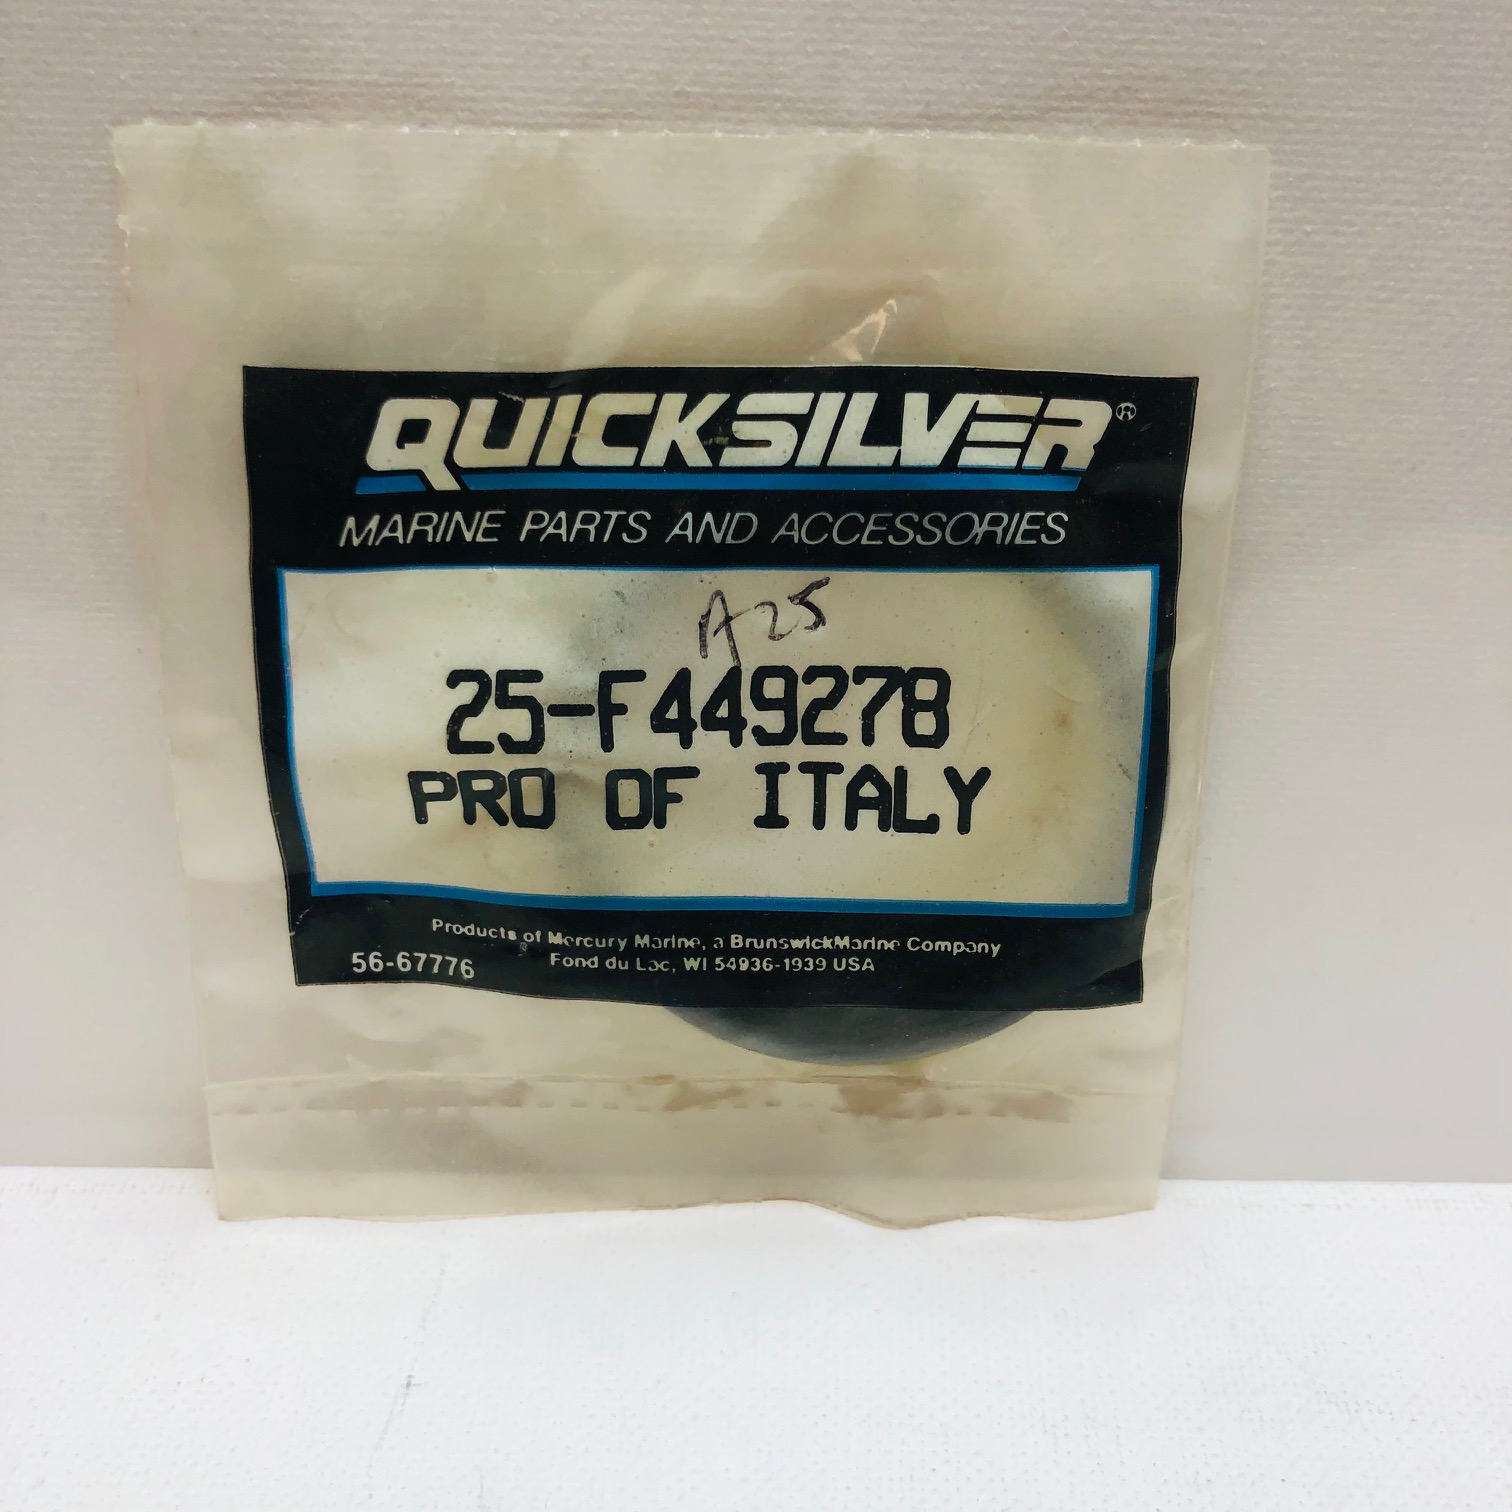 QUICKSILVER®
MARINE PARTS AND ACCESSORIES
A25
25-F449278
PRO OF ITALY
Products of Mercury Marine, a BrunswickMarine Company
56-67776 Fond du Lac, WI 54936-1939 USA